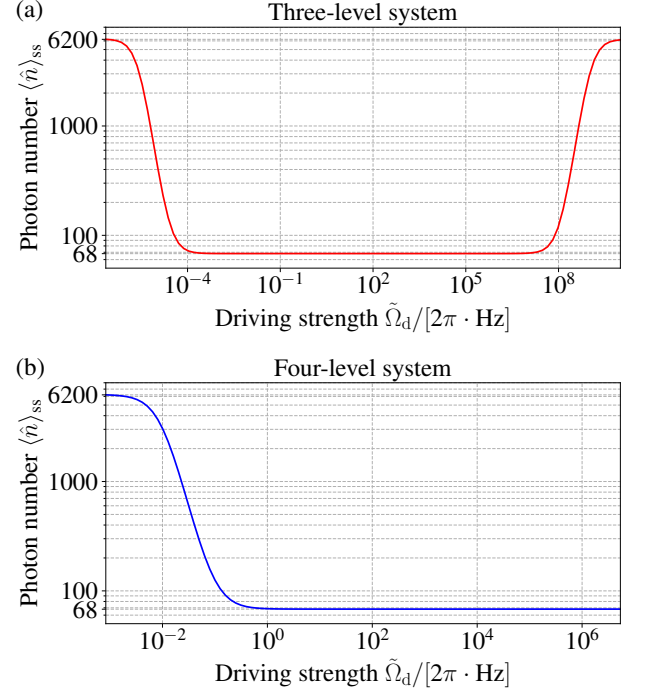 (a)
Three-level system
Photon number ⟨n̂⟩ss
6200
1000
100
68
10⁻⁴
10⁻¹
10²
10⁵
10⁸
Driving strength Ω̃d/[2π · Hz]
(b)
Four-level system
Photon number ⟨n̂⟩ss
6200
1000
100
68
10⁻²
10⁰
10²
10⁴
10⁶
Driving strength Ω̃d/[2π · Hz]